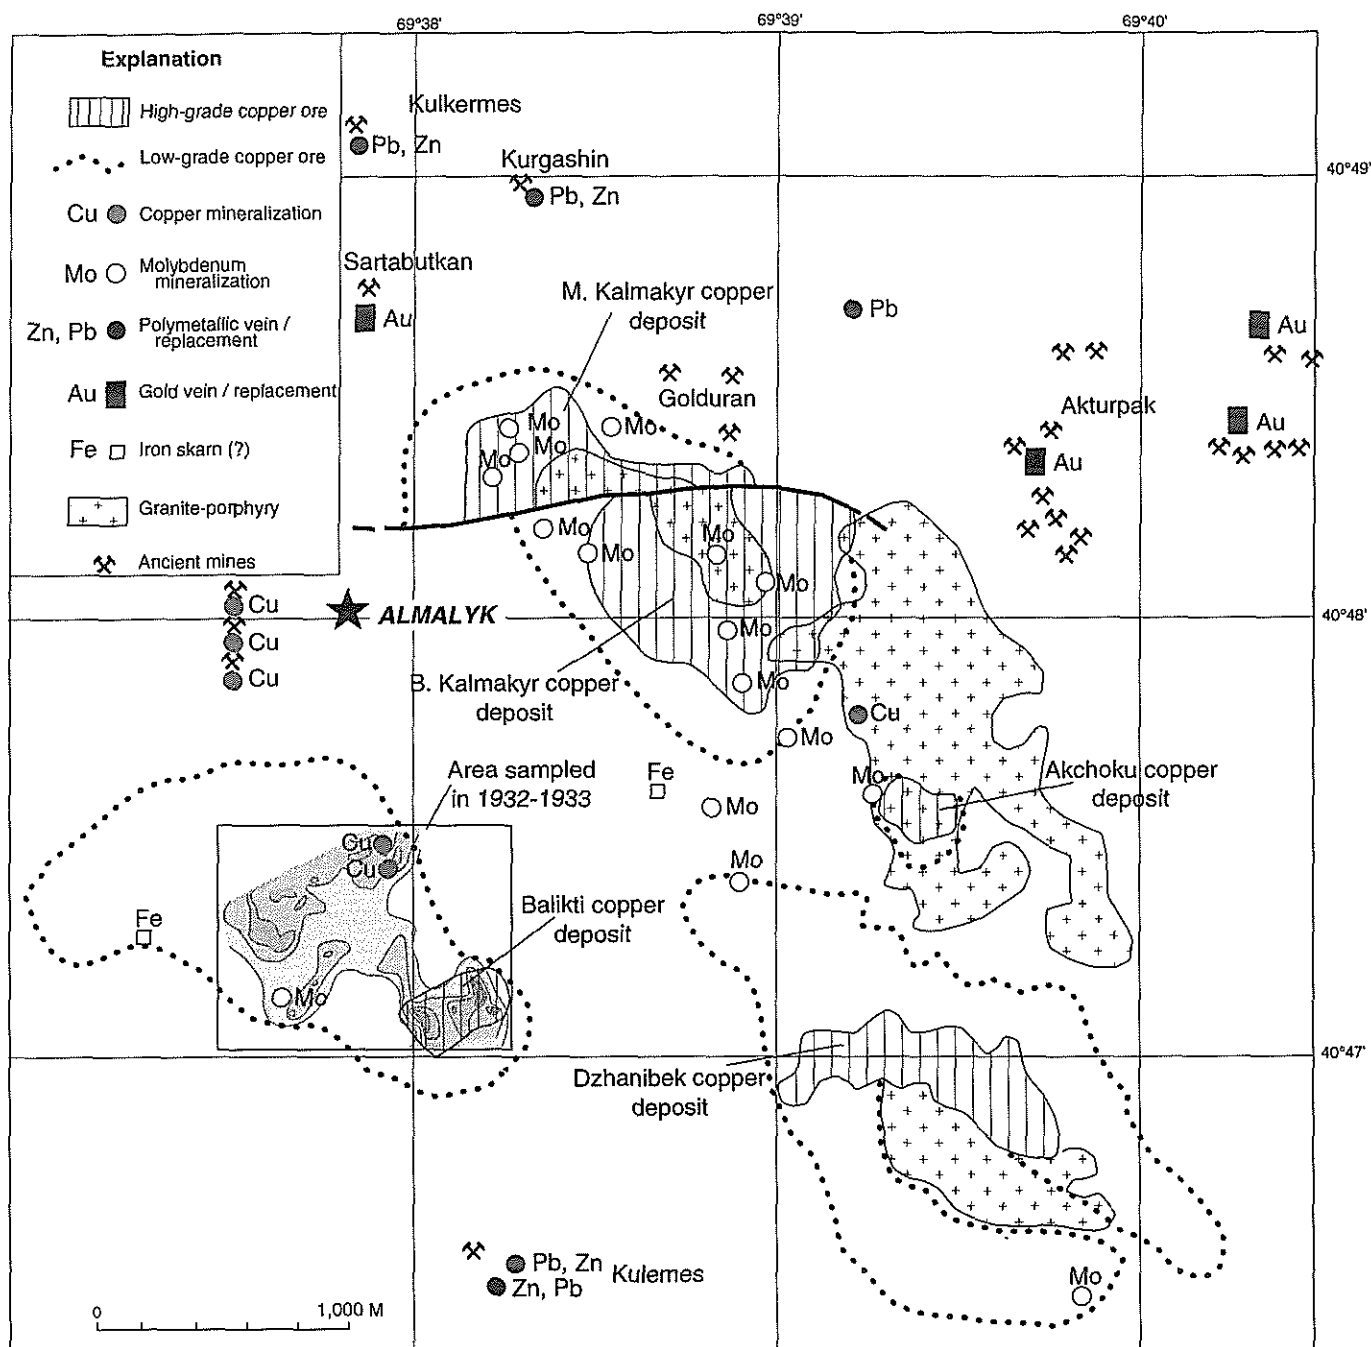 69°38'
69°39'
69°40'
Explanation
High-grade copper ore
Low-grade copper ore
Cu Copper mineralization
Mo Molybdenum
mineralization
Zn, Pb Polymetallic vein /
replacement
Au Gold vein / replacement
Fe Iron skarn (?)
Granite-porphyry
Ancient mines
Kulkermes
Pb, Zn
Kurgashin
Pb, Zn
40°49'
Sartabutkan
Au
M. Kalmakyr copper
deposit
Pb
Au
Golduran
Akturpak
Au
Au
Mo
Mo
Mo
Mo
Mo
Mo
Mo
Mo
Mo
Mo
Mo
Cu
Cu
Cu
ALMALYK
40°48'
B. Kalmakyr copper
deposit
Cu
Area sampled
in 1932-1933
Fe
Mo
Mo
Akchoku copper
deposit
Cu
Cu
Mo
Fe
Balikti copper
deposit
Mo
40°47'
Dzhanibek copper
deposit
Pb, Zn
Zn, Pb
Kulemes
Mo
0
1,000 M